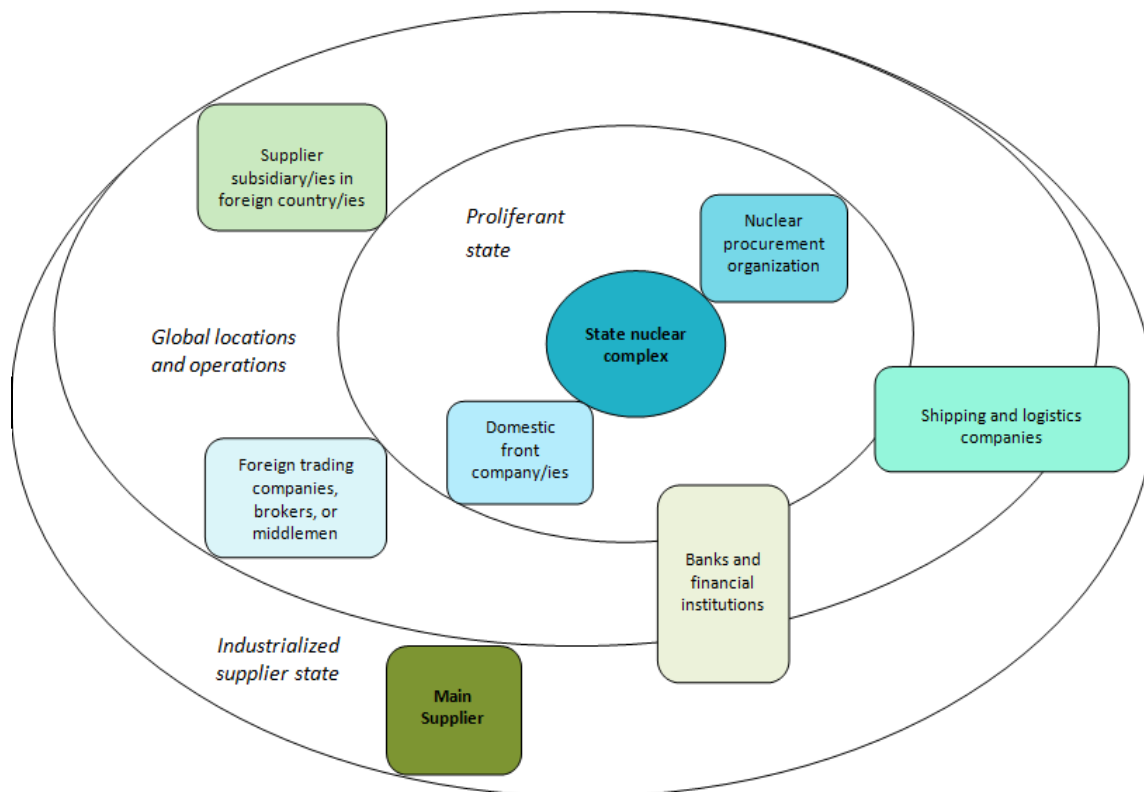 Supplier
subsidiary/ies in
foreign country/ies
Proliferant
state
Nuclear
procurement
organization
Global locations
and operations
State nuclear
complex
Shipping and logistics
companies
Domestic
front
company/ies
Foreign trading
companies,
brokers, or
middlemen
Banks and
financial
institutions
Industrialized
supplier state
Main
Supplier